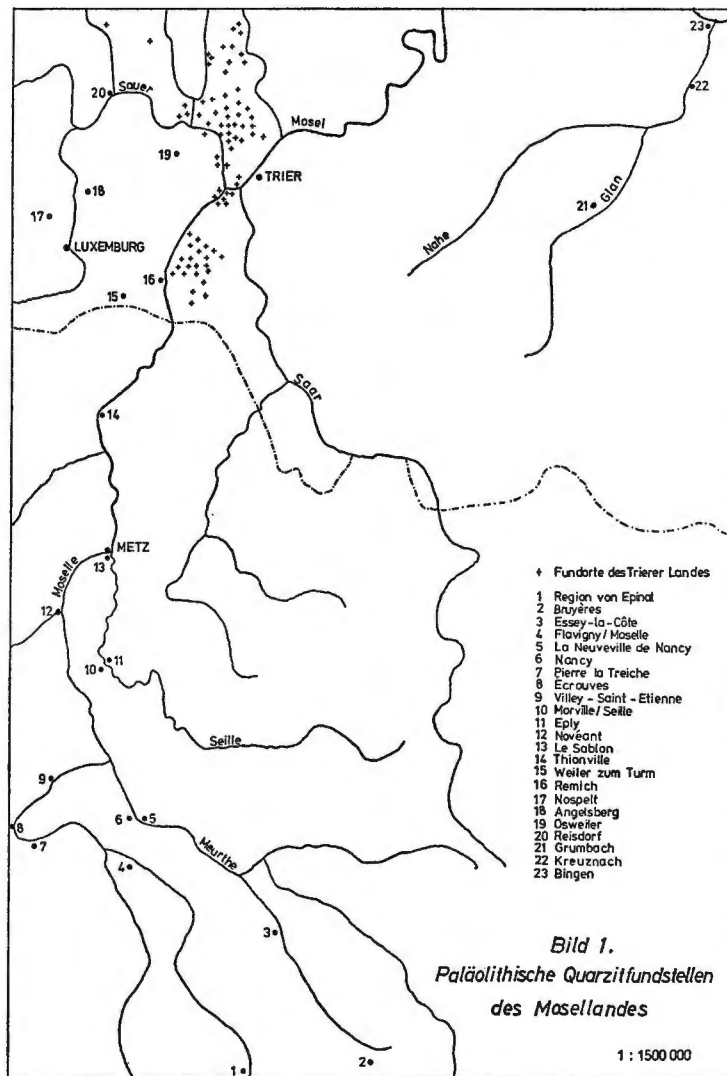 23
22
20
Sauer
Mosel
19
TRIER
18
21
Glan
17
Nahe
LUXEMBURG
16
15
Saar
14
METZ
13
Moselle
12
11
10
Seille
9
6
5
8
7
Meurthe
4
3
2
1
+ Fundorte des Trierer Landes
1 Region von Epinal
2 Bruyères
3 Essey-la-Côte
4 Flavigny/Moselle
5 La Neuveville de Nancy
6 Nancy
7 Pierre la Treiche
8 Écrouves
9 Villey-Saint-Etienne
10 Morville/Seille
11 Eply
12 Novéant
13 Le Sablon
14 Thionville
15 Weiler zum Turm
16 Remich
17 Nospelt
18 Angelsberg
19 Osweiler
20 Reisdorf
21 Grumbach
22 Kreuznach
23 Bingen
Bild 1.
Paläolithische Quarzitfundstellen
des Mosellandes
1 : 1500 000